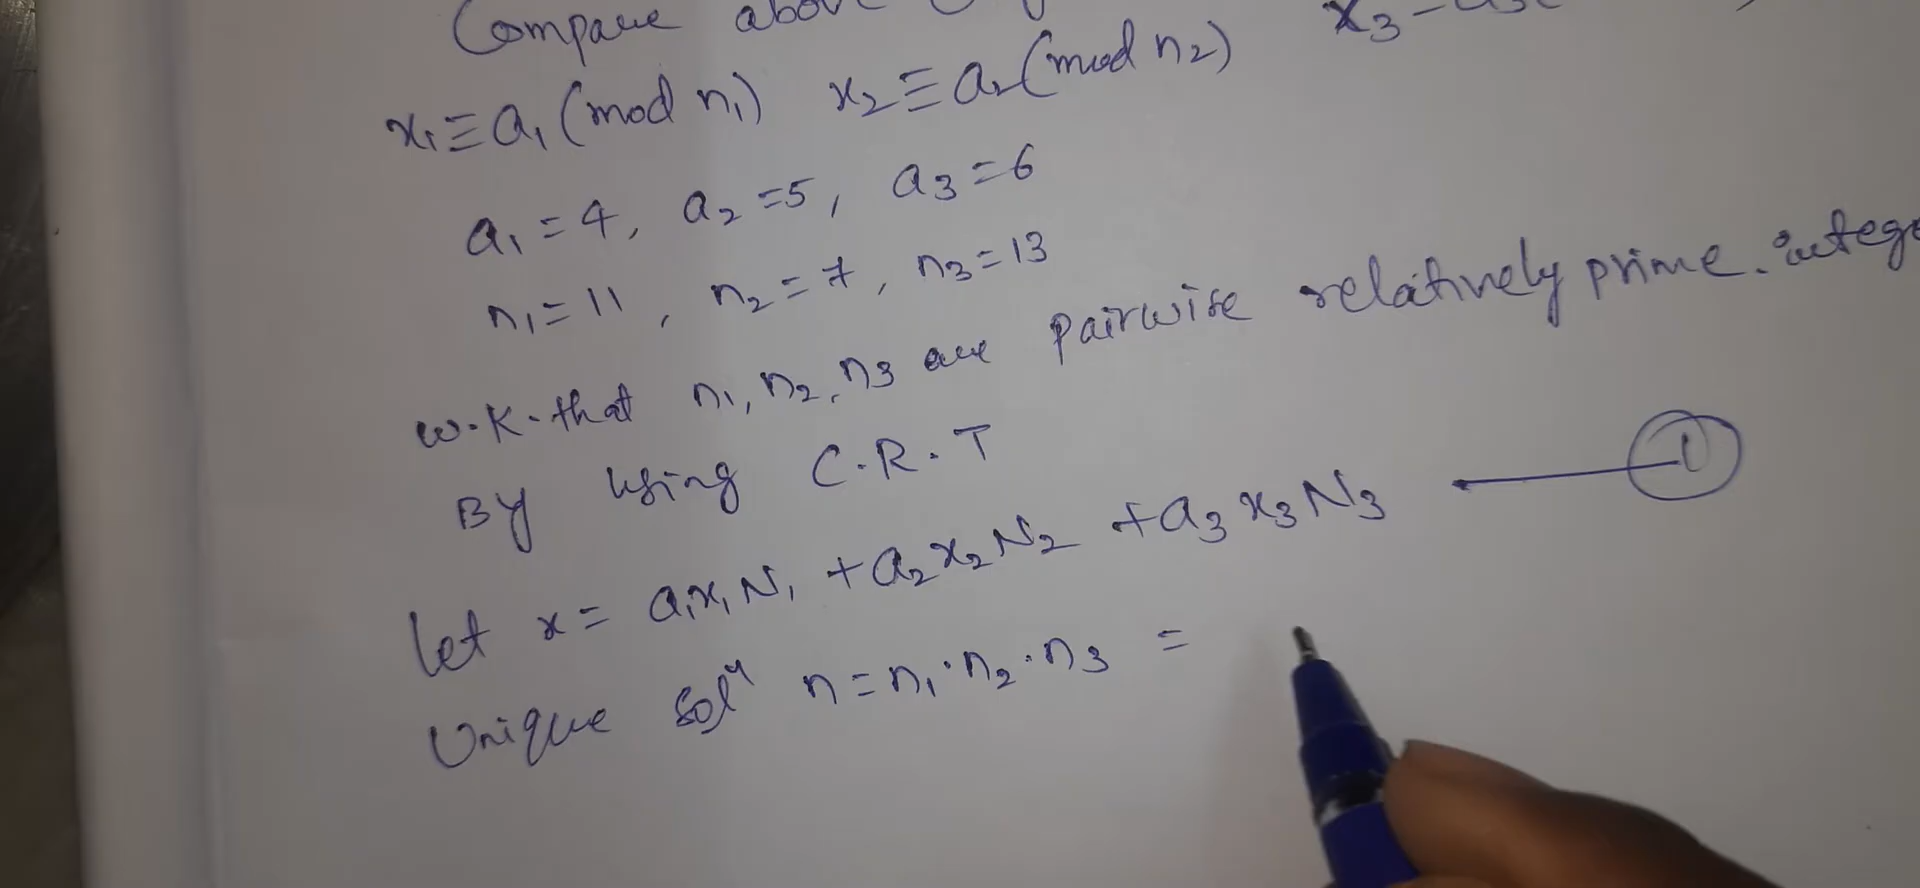 Compare above
x₁≡a₁(mod n₁) x₂≡a₂(mod n₂) x₃
a₁=4, a₂=5, a₃=6
n₁=11, n₂=7, n₃=13
w.k.that n₁, n₂, n₃ are pairwise relatively prime.
By using C.R.T
let x= a₁x₁N₁ +a₂x₂N₂ +a₃x₃N₃ 1
Unique solⁿ n=n₁·n₂·n₃ =